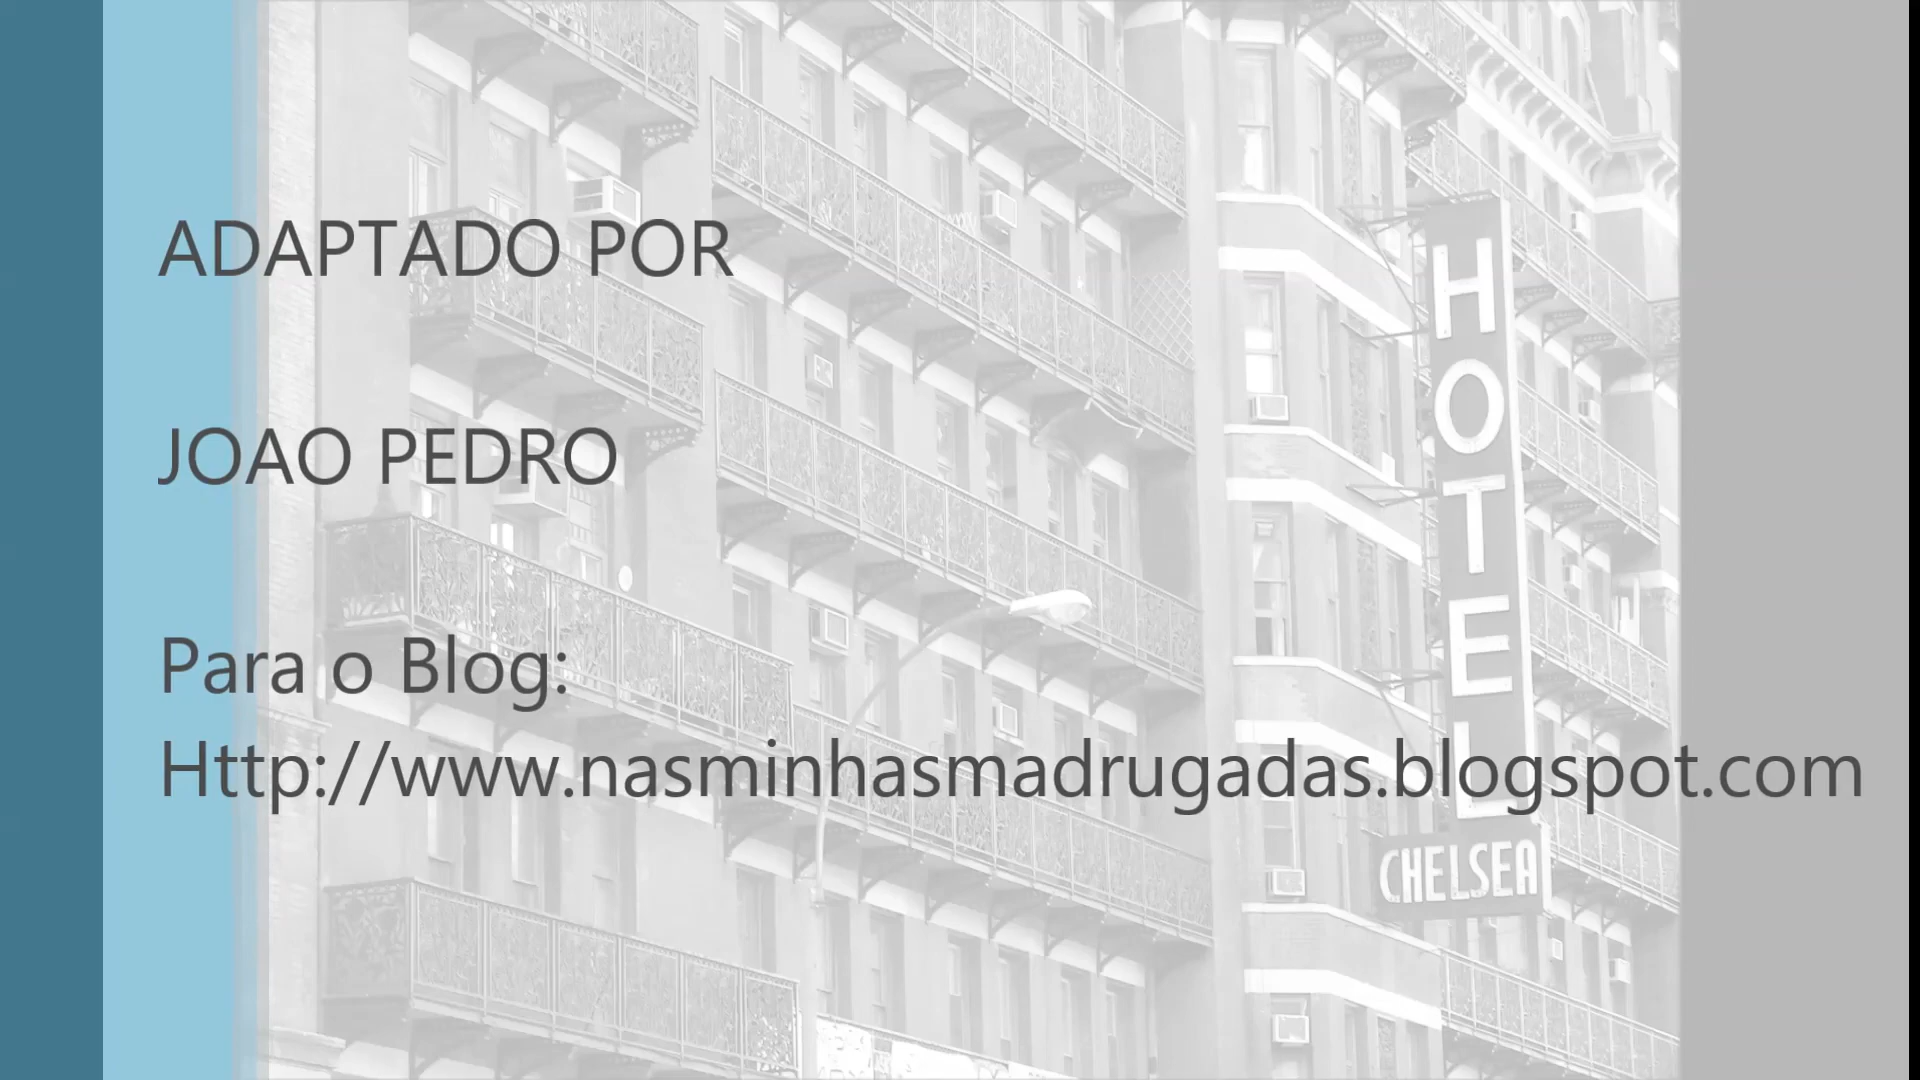 ADAPTADO POR
JOAO PEDRO
Para o Blog:
Http://www.nasminhasmadrugadas.blogspot.com
HOTEL
CHELSEA